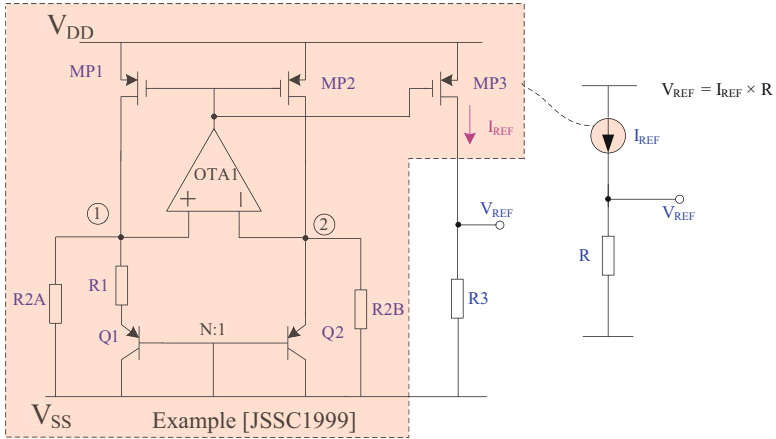 VDD
MP1
MP2
MP3
VREF = IREF × R
IREF
IREF
OTA1
+
−
1
2
VREF
VREF
R2A
R1
R2B
R3
R
Q1
N:1
Q2
VSS
Example [JSSC1999]